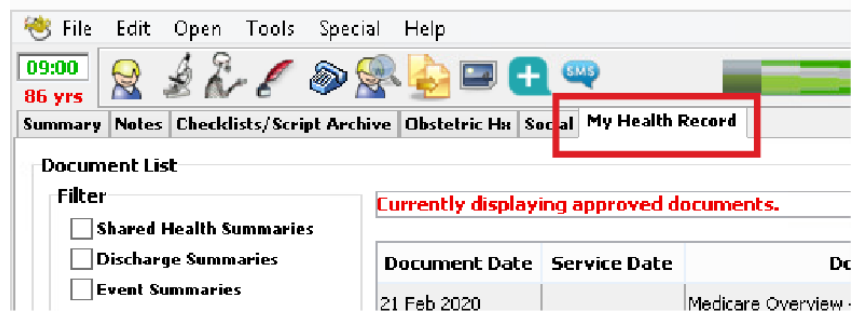 File Edit Open Tools Special Help
09:00
SMS
86 yrs
Summary Notes Checklists/Script Archive Obstetric Hx Social My Health Record
Document List
Filter
Currently displaying approved documents.
Shared Health Summaries
Discharge Summaries
Document Date Service Date
Event Summaries
21 Feb 2020 Medicare Overview -